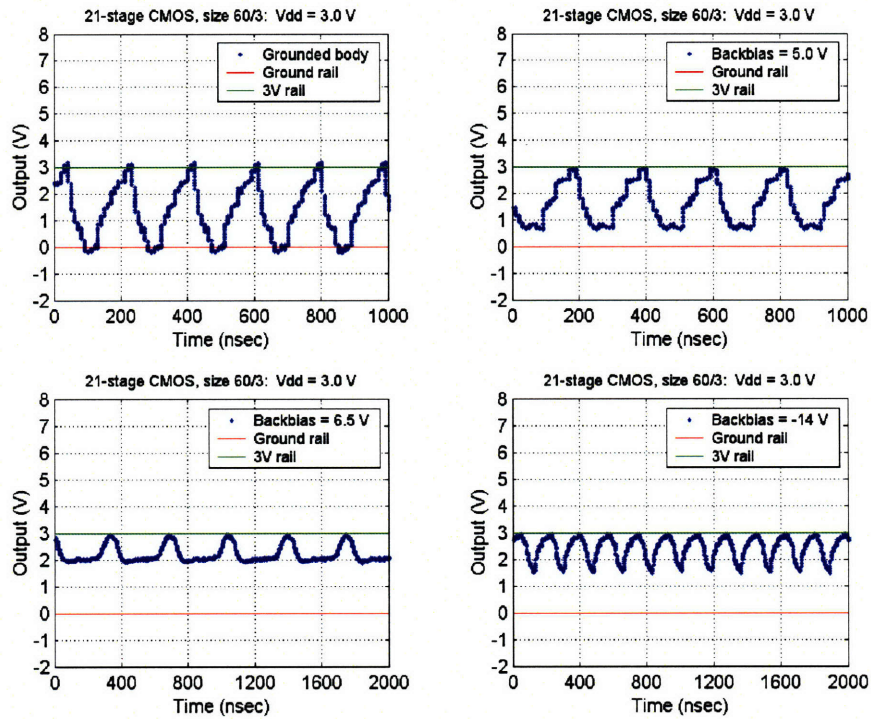 21-stage CMOS, size 60/3: Vdd = 3.0 V
8
7
6
5
4
3
2
1
0
-1
-2
Output (V)
Grounded body
Ground rail
3V rail
0 200 400 600 800 1000
Time (nsec)
21-stage CMOS, size 60/3: Vdd = 3.0 V
8
7
6
5
4
3
2
1
0
-1
-2
Output (V)
Backbias = 5.0 V
Ground rail
3V rail
0 200 400 600 800 1000
Time (nsec)
21-stage CMOS, size 60/3: Vdd = 3.0 V
8
7
6
5
4
3
2
1
0
-1
-2
Output (V)
Backbias = 6.5 V
Ground rail
3V rail
0 400 800 1200 1600 2000
Time (nsec)
21-stage CMOS, size 60/3: Vdd = 3.0 V
8
7
6
5
4
3
2
1
0
-1
-2
Output (V)
Backbias = -14 V
Ground rail
3V rail
0 400 800 1200 1600 2000
Time (nsec)